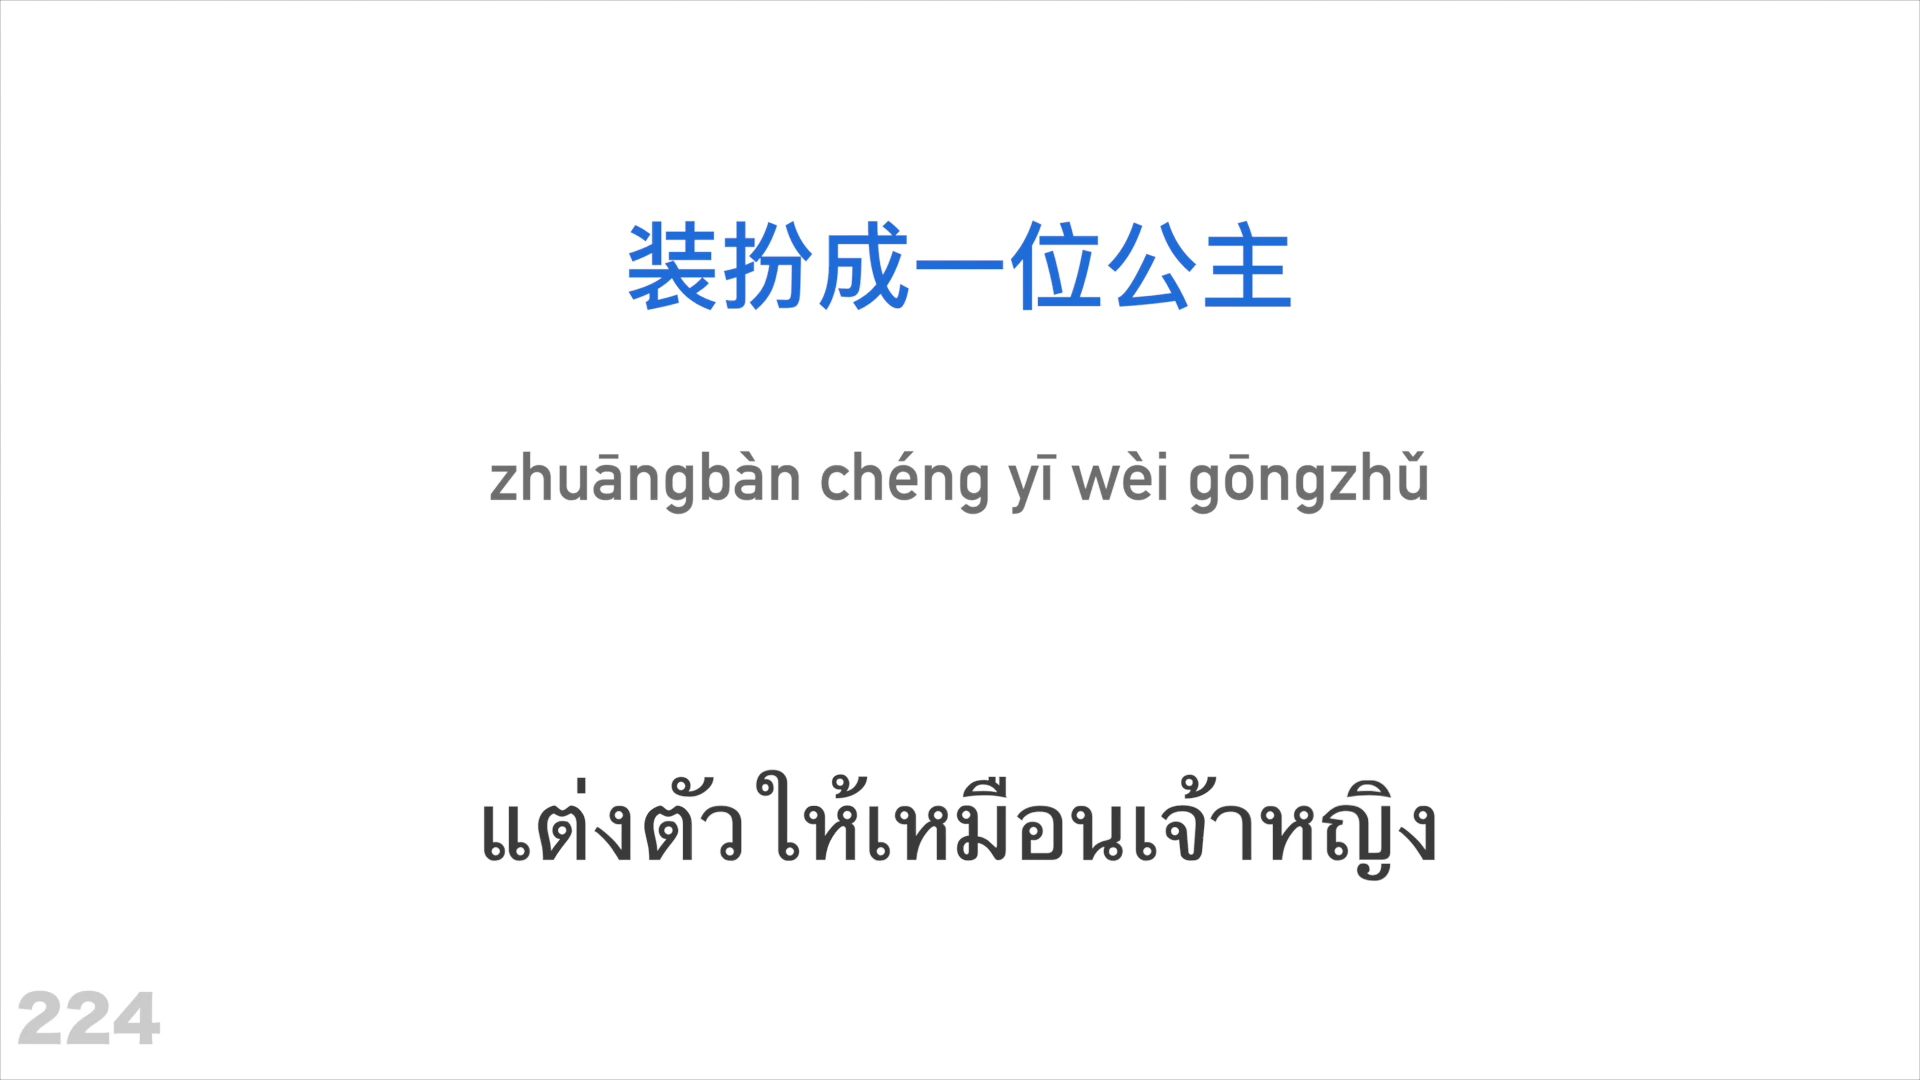 装扮成一位公主
zhuāngbàn chéng yī wèi gōngzhǔ
แต่งตัวให้เหมือนเจ้าหญิง
224